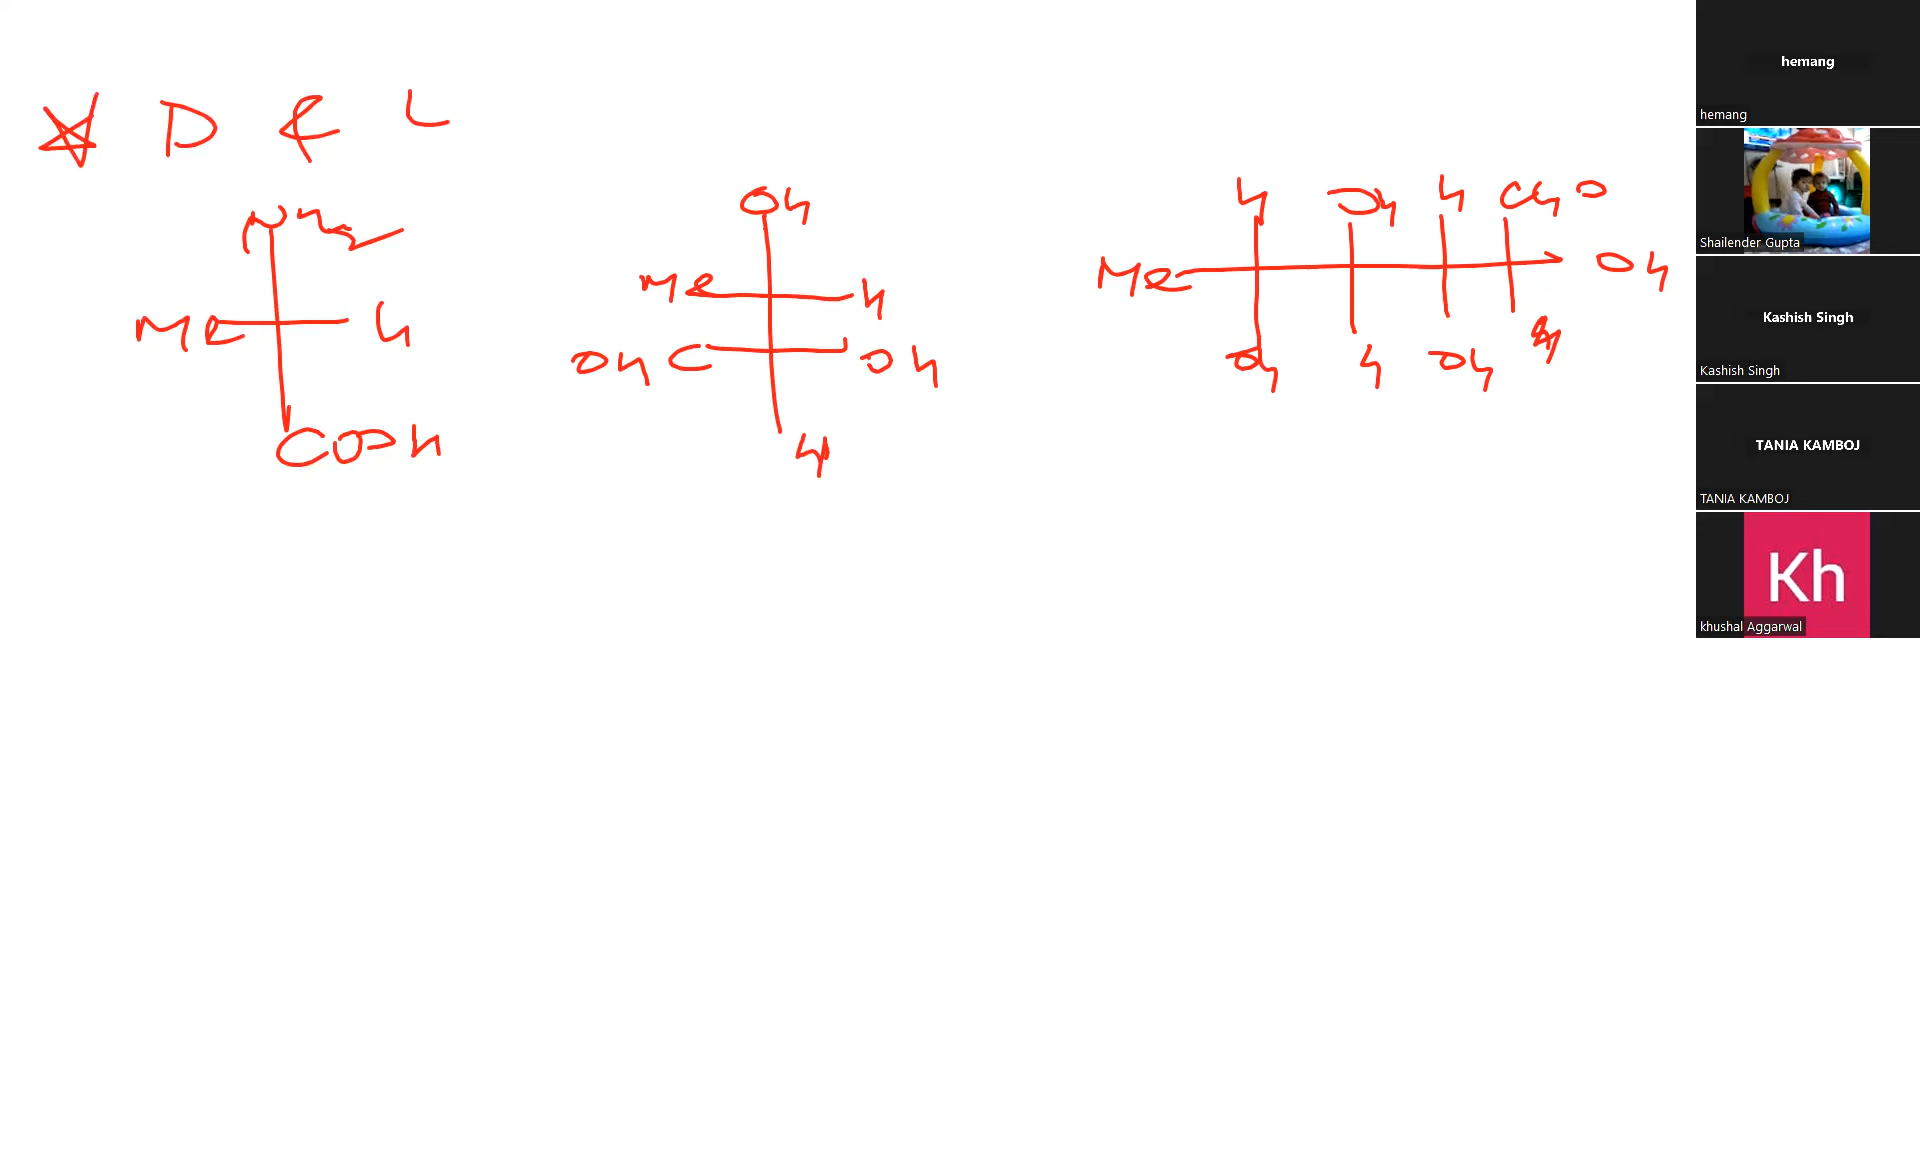 D & L
NH2
Me H
COOH
OH
Me H
OHC OH
H
H OH H CHO
Me OH
OH H OH H
hemang
hemang
Shailender Gupta
Kashish Singh
Kashish Singh
TANIA KAMBOJ
TANIA KAMBOJ
Kh
khushal Aggarwal